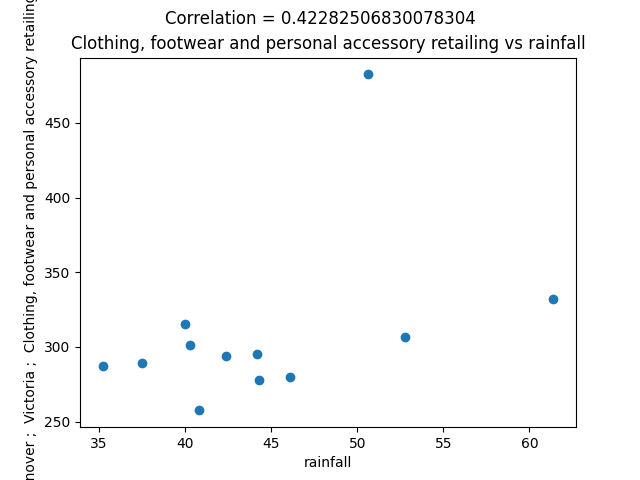 Correlation = 0.42282506830078304
Clothing, footwear and personal accessory retailing vs rainfall
nover ;  Victoria ;  Clothing, footwear and personal accessory retailing
450
400
350
300
250
35
40
45
50
55
60
rainfall